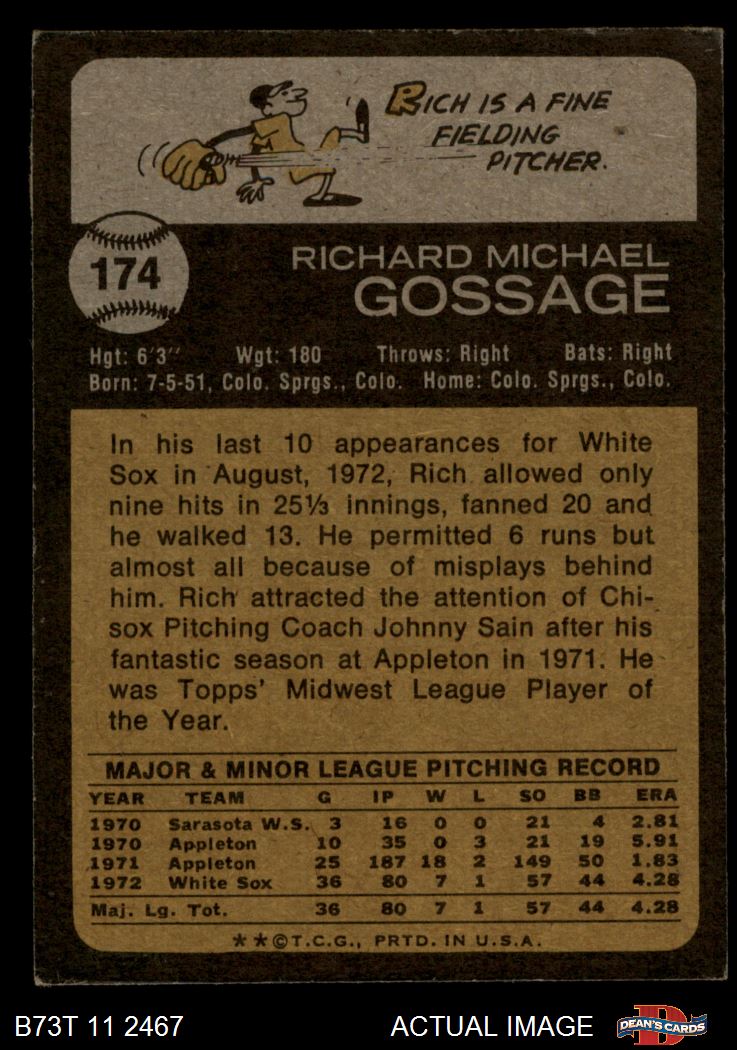 RICH IS A FINE
FIELDING
PITCHER.
174
RICHARD MICHAEL
GOSSAGE
Hgt: 6'3" Wgt: 180 Throws: Right Bats: Right
Born: 7-5-51, Colo. Sprgs., Colo. Home: Colo. Sprgs., Colo.
In his last 10 appearances for White
Sox in August, 1972, Rich allowed only
nine hits in 25⅓ innings, fanned 20 and
he walked 13. He permitted 6 runs but
almost all because of misplays behind
him. Rich attracted the attention of Chi-
sox Pitching Coach Johnny Sain after his
fantastic season at Appleton in 1971. He
was Topps' Midwest League Player of
the Year.
MAJOR & MINOR LEAGUE PITCHING RECORD
YEAR TEAM G IP W L SO BB ERA
1970 Sarasota W.S. 3 16 0 0 21 4 2.81
1970 Appleton 10 35 0 3 21 19 5.91
1971 Appleton 25 187 18 2 149 50 1.83
1972 White Sox 36 80 7 1 57 44 4.28
Maj. Lg. Tot. 36 80 7 1 57 44 4.28
**©T.C.G., PRTD. IN U.S.A.
B73T 11 2467 ACTUAL IMAGE D DEAN'S CARDS